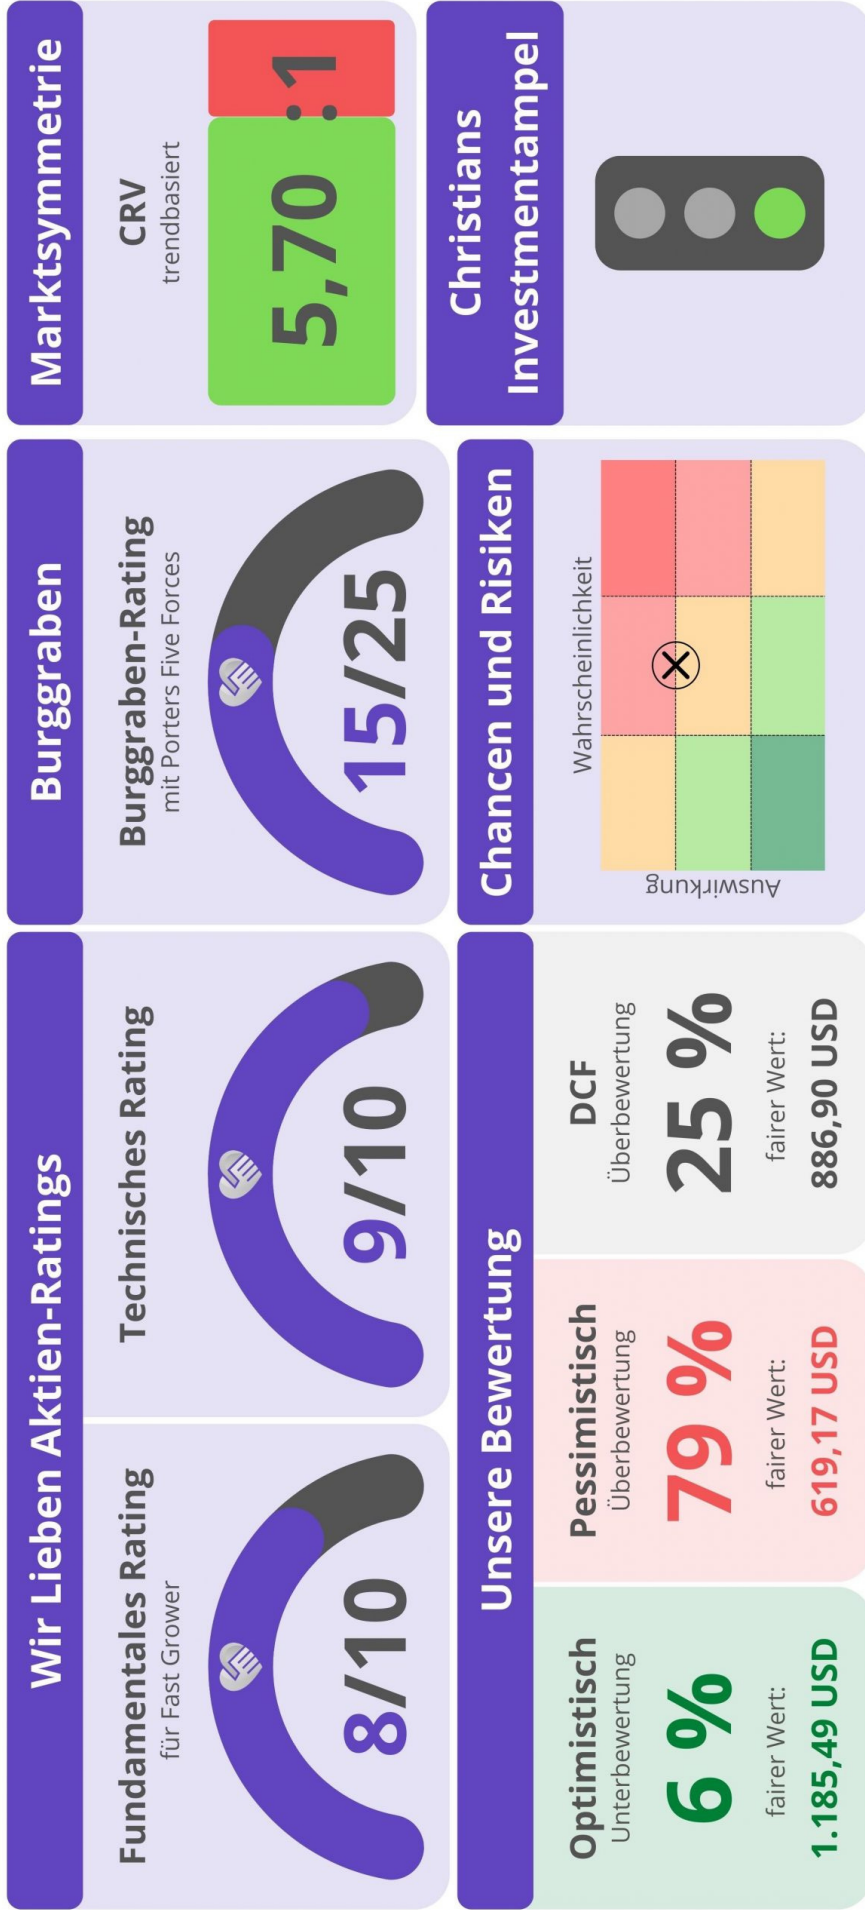 Wir Lieben Aktien-Ratings
Fundamentales Rating
für Fast Grower
8/10
Technisches Rating
9/10
Burggraben
Burggraben-Rating
mit Porters Five Forces
15/25
Marktsymmetrie
CRV
trendbasiert
5,70 : 1
Unsere Bewertung
Optimistisch
Unterbewertung
6 %
fairer Wert:
1.185,49 USD
Pessimistisch
Überbewertung
79 %
fairer Wert:
619,17 USD
DCF
Überbewertung
25 %
fairer Wert:
886,90 USD
Chancen und Risiken
Wahrscheinlichkeit
Auswirkung
Christians
Investmentampel